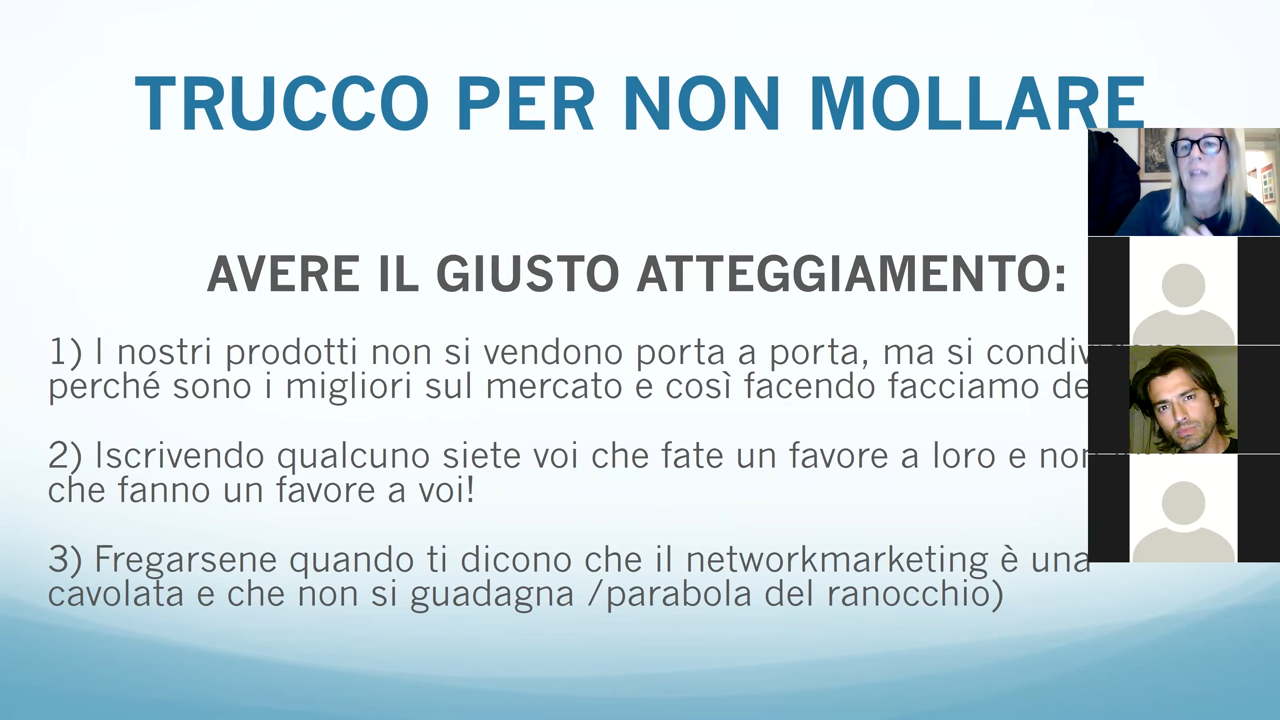 TRUCCO PER NON MOLLARE
AVERE IL GIUSTO ATTEGGIAMENTO:
1) I nostri prodotti non si vendono porta a porta, ma si
perché sono i migliori sul mercato e così facendo facciamo
2) Iscrivendo qualcuno siete voi che fate un favore a loro e
che fanno un favore a voi!
3) Fregarsene quando ti dicono che il networkmarketing è una
cavolata e che non si guadagna /parabola del ranocchio)